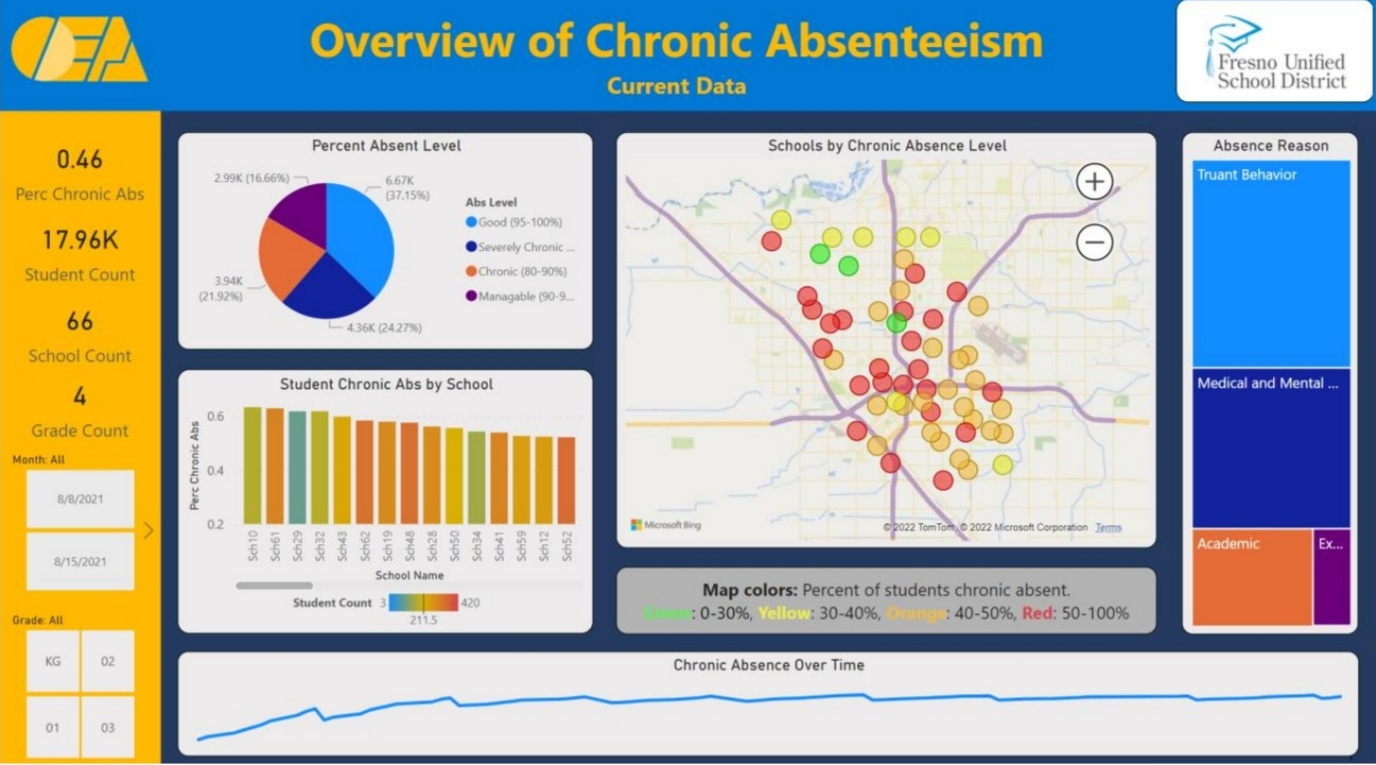 OEA
Overview of Chronic Absenteeism
Current Data
Fresno Unified
School District
0.46
Perc Chronic Abs
17.96K
Student Count
66
School Count
4
Grade Count
Month: All
8/8/2021
8/15/2021
Grade: All
KG
02
01
03
Percent Absent Level
2.99K (16.66%)
6.67K
(37.15%)
3.94K
(21.92%)
4.36K (24.27%)
Abs Level
Good (95-100%)
Severely Chronic ...
Chronic (80-90%)
Managable (90-9...
Student Chronic Abs by School
Perc Chronic Abs
0.6
0.4
0.2
Sch10
Sch61
Sch29
Sch32
Sch43
Sch62
Sch19
Sch48
Sch28
Sch50
Sch34
Sch41
Sch59
Sch12
Sch52
School Name
Student Count 3 420
211.5
Schools by Chronic Absence Level
Microsoft Bing
© 2022 TomTom, © 2022 Microsoft Corporation Terms
Map colors: Percent of students chronic absent.
Green: 0-30%, Yellow: 30-40%, Orange: 40-50%, Red: 50-100%
Absence Reason
Truant Behavior
Medical and Mental ...
Academic
Ex...
Chronic Absence Over Time